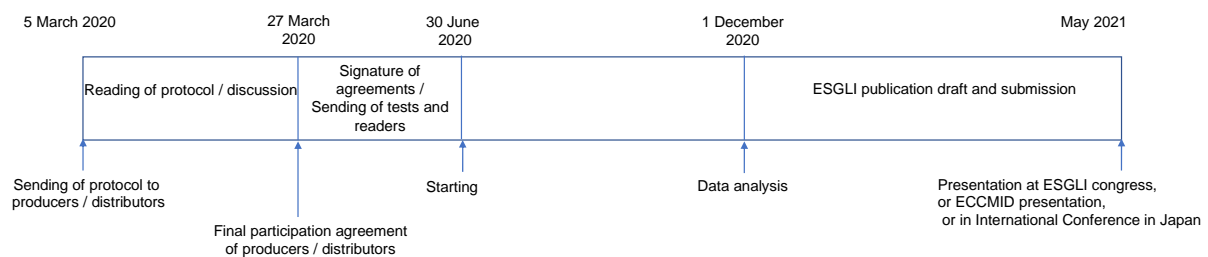 5 March 2020
27 March
2020
30 June
2020
1 December
2020
May 2021
Reading of protocol / discussion
Signature of
agreements /
Sending of tests and
readers
ESGLI publication draft and submission
Sending of protocol to
producers / distributors
Final participation agreement
of producers / distributors
Starting
Data analysis
Presentation at ESGLI congress,
or ECCMID presentation,
or in International Conference in Japan